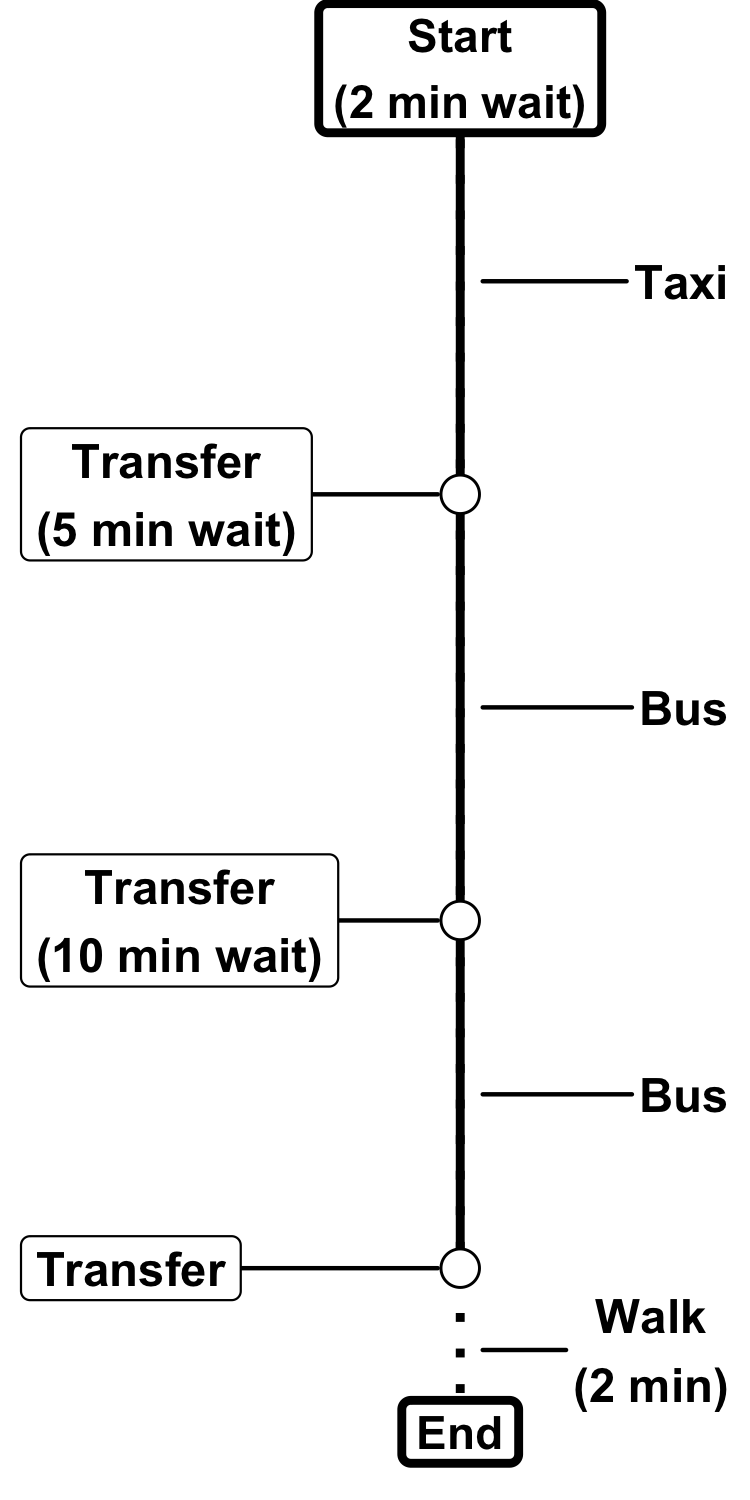 Start
(2 min wait)
Taxi
Transfer
(5 min wait)
Bus
Transfer
(10 min wait)
Bus
Transfer
Walk
(2 min)
End